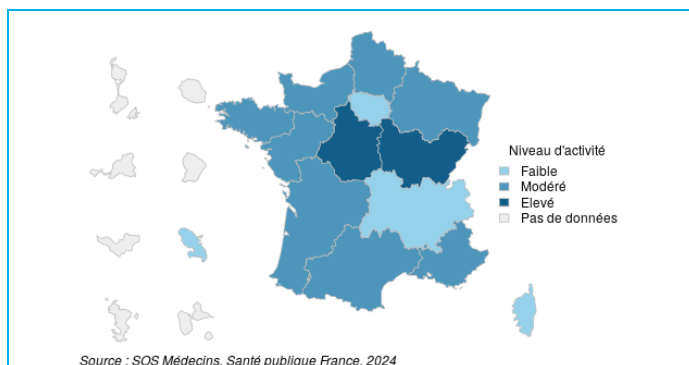 Niveau d'activité
Faible
Modéré
Elevé
Pas de données
Source : SOS Médecins, Santé publique France, 2024